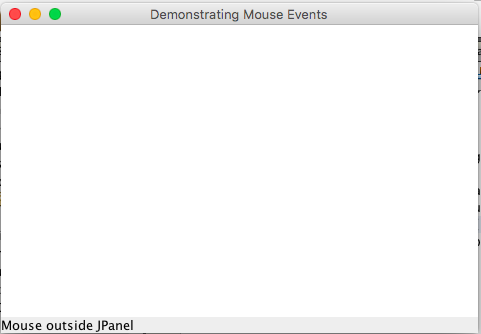 Demonstrating Mouse Events
Mouse outside JPanel